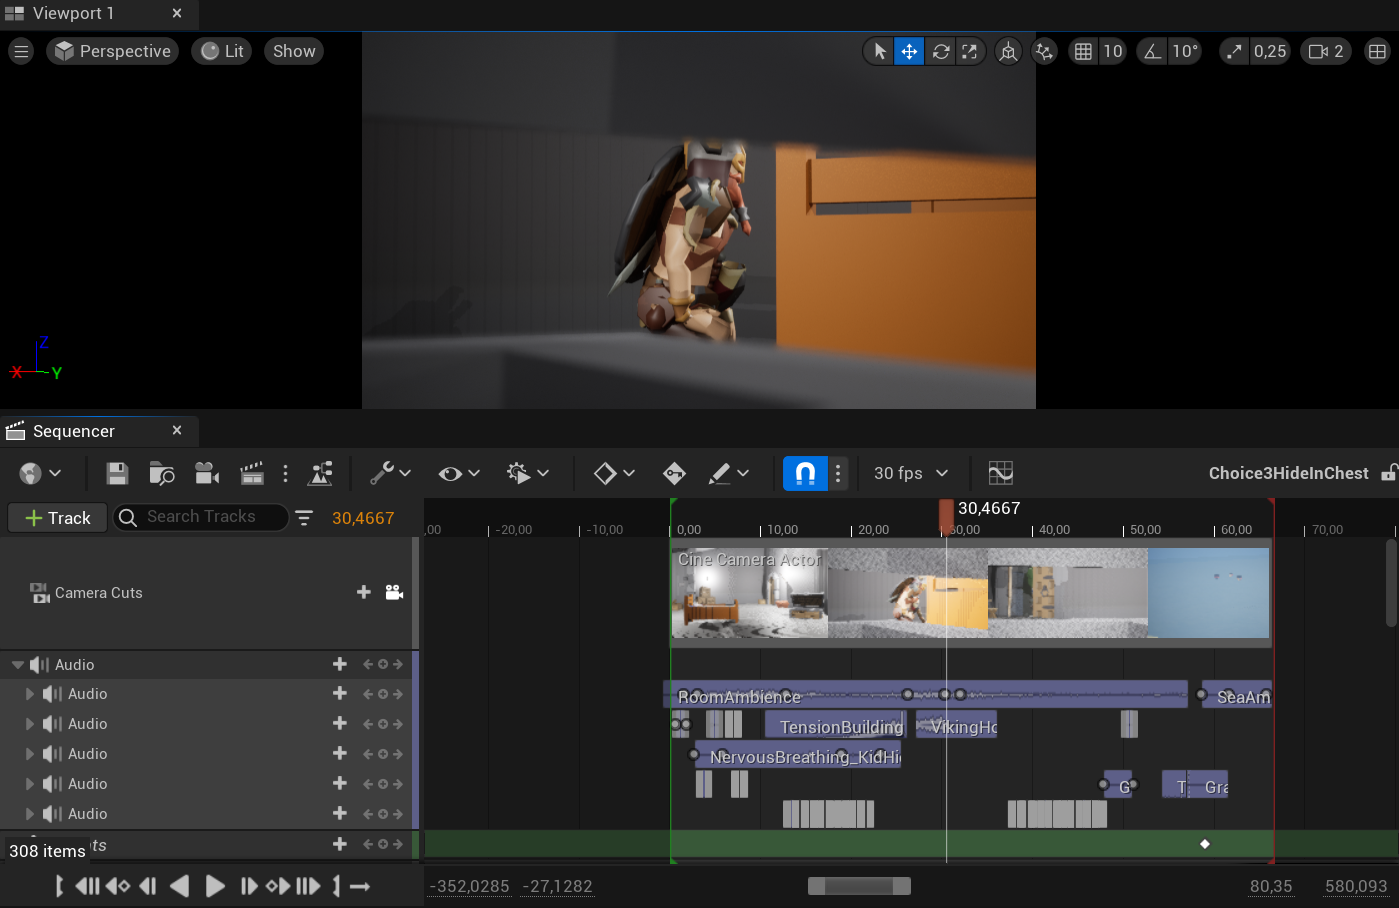 Viewport 1
Perspective
Lit
Show
10
10°
0,25
2
Z
X
Y
Sequencer
30 fps
Choice3HideInChest
Track
Search Tracks
30,4667
30,4667
,00
-20,00
-10,00
0,00
10,00
20,00
30,00
40,00
50,00
60,00
70,00
Cine Camera Actor
Camera Cuts
Audio
Audio
RoomAmbience
SeaAm
Audio
TensionBuilding
VikingHo
Audio
NervousBreathing_KidHi
Audio
G
T
Gra
Audio
308 items
ts
-352,0285
-27,1282
80,35
580,093